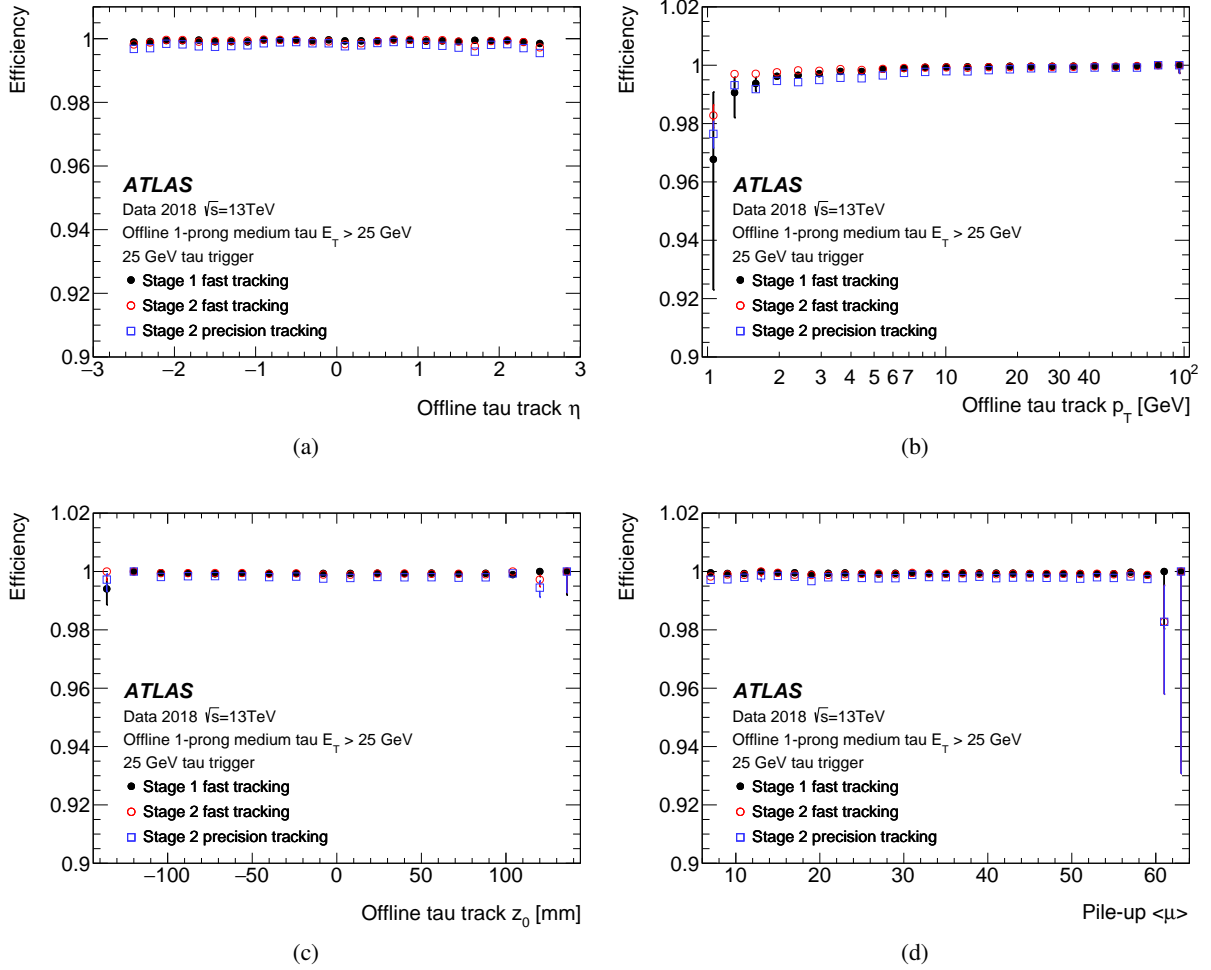 Efficiency
1
0.98
0.96
0.94
0.92
0.9
ATLAS
Data 2018 √s=13TeV
Offline 1-prong medium tau E_T > 25 GeV
25 GeV tau trigger
Stage 1 fast tracking
Stage 2 fast tracking
Stage 2 precision tracking
−3 −2 −1 0 1 2 3
Offline tau track η
(a)
Efficiency
1.02
1
0.98
0.96
0.94
0.92
0.9
ATLAS
Data 2018 √s=13TeV
Offline 1-prong medium tau E_T > 25 GeV
25 GeV tau trigger
Stage 1 fast tracking
Stage 2 fast tracking
Stage 2 precision tracking
1 2 3 4 5 6 7 10 20 30 40 10²
Offline tau track p_T [GeV]
(b)
Efficiency
1.02
1
0.98
0.96
0.94
0.92
0.9
ATLAS
Data 2018 √s=13TeV
Offline 1-prong medium tau E_T > 25 GeV
25 GeV tau trigger
Stage 1 fast tracking
Stage 2 fast tracking
Stage 2 precision tracking
−100 −50 0 50 100
Offline tau track z_0 [mm]
(c)
Efficiency
1.02
1
0.98
0.96
0.94
0.92
0.9
ATLAS
Data 2018 √s=13TeV
Offline 1-prong medium tau E_T > 25 GeV
25 GeV tau trigger
Stage 1 fast tracking
Stage 2 fast tracking
Stage 2 precision tracking
10 20 30 40 50 60
Pile-up <μ>
(d)